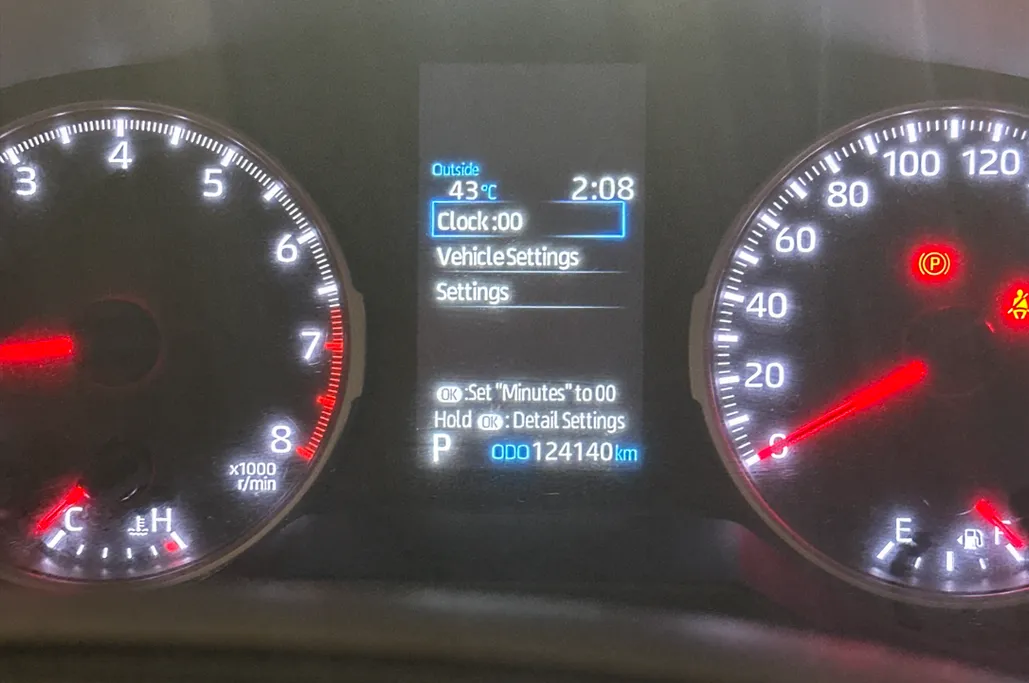 3
4
5
6
7
8
x1000
r/min
C
H
Outside
43°C 2:08
Clock :00
Vehicle Settings
Settings
OK :Set "Minutes" to 00
Hold OK : Detail Settings
P ODO 124140 km
0
20
40
60
80
100
120
P
E